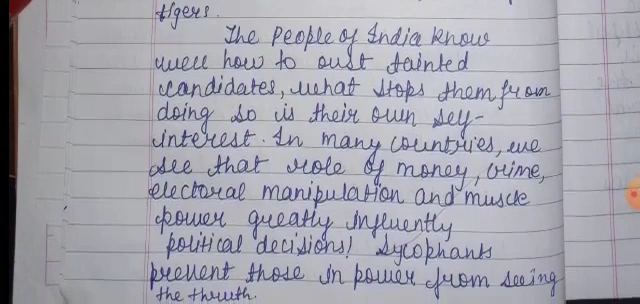 tigers.
The People of India know
well how to oust tainted
candidates, what stops them from
doing so is their own sey-
interest. In many countries, we
see that role of money, crime,
electoral manipulation and muscle
power greatly influently
political decisions! Sycophants
prevent those in power from seeing
the thruth.